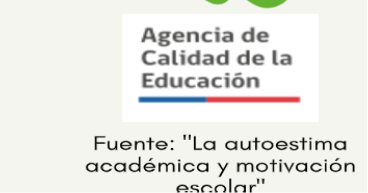 Agencia de
Calidad de la
Educación
Fuente: "La autoestima
académica y motivación
escolar"